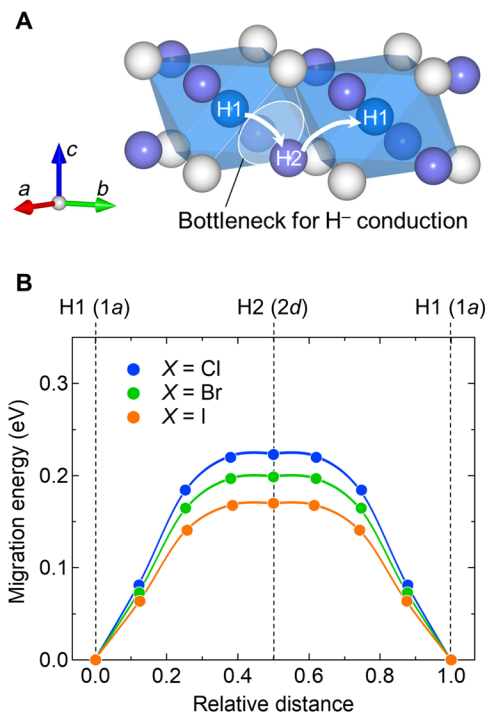 A
H1
H1
H2
c
a
b
Bottleneck for H⁻ conduction
B
H1 (1a)
H2 (2d)
H1 (1a)
X = Cl
X = Br
X = I
Migration energy (eV)
0.3
0.2
0.1
0.0
0.0 0.2 0.4 0.6 0.8 1.0
Relative distance